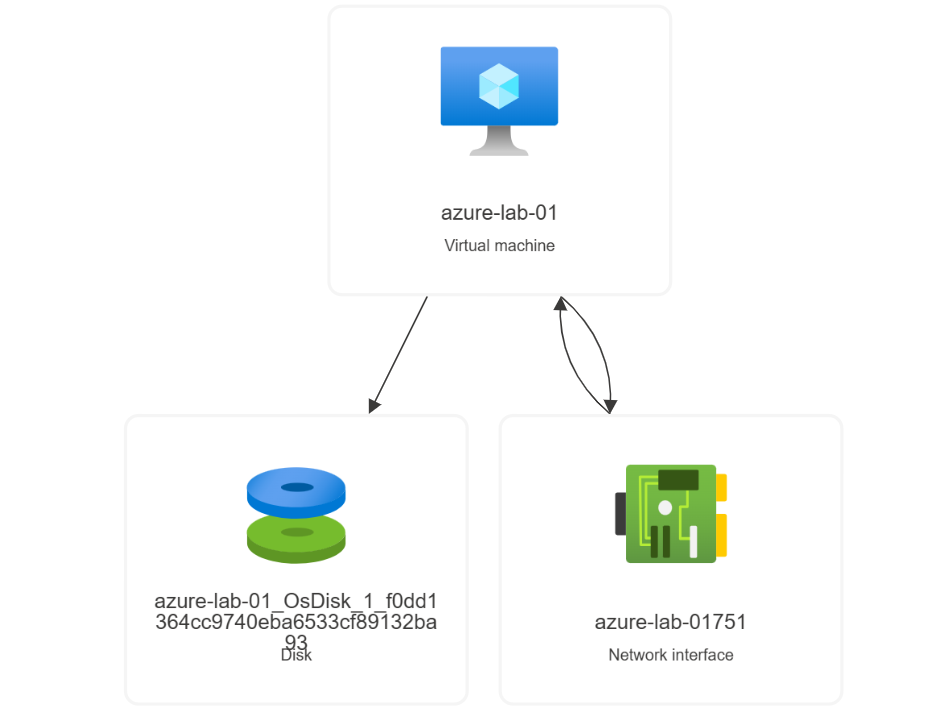 azure-lab-01
Virtual machine
azure-lab-01_OsDisk_1_f0dd1
364cc9740eba6533cf89132ba
93
Disk
azure-lab-01751
Network interface